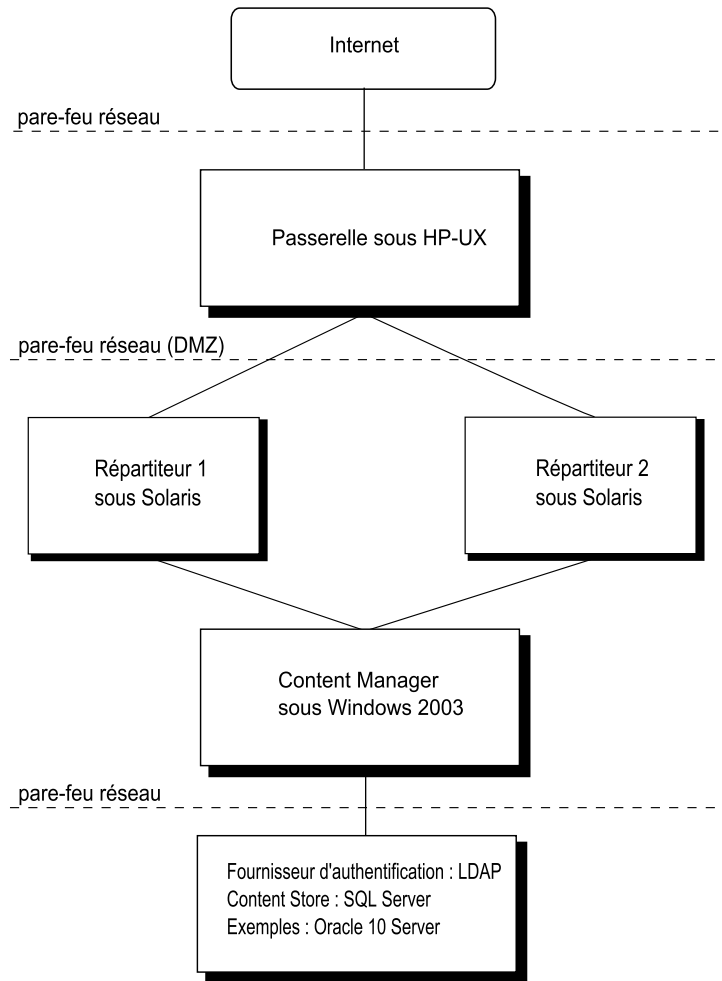 Internet
pare-feu réseau
Passerelle sous HP-UX
pare-feu réseau (DMZ)
Répartiteur 1
sous Solaris
Répartiteur 2
sous Solaris
Content Manager
sous Windows 2003
pare-feu réseau
Fournisseur d'authentification : LDAP
Content Store : SQL Server
Exemples : Oracle 10 Server